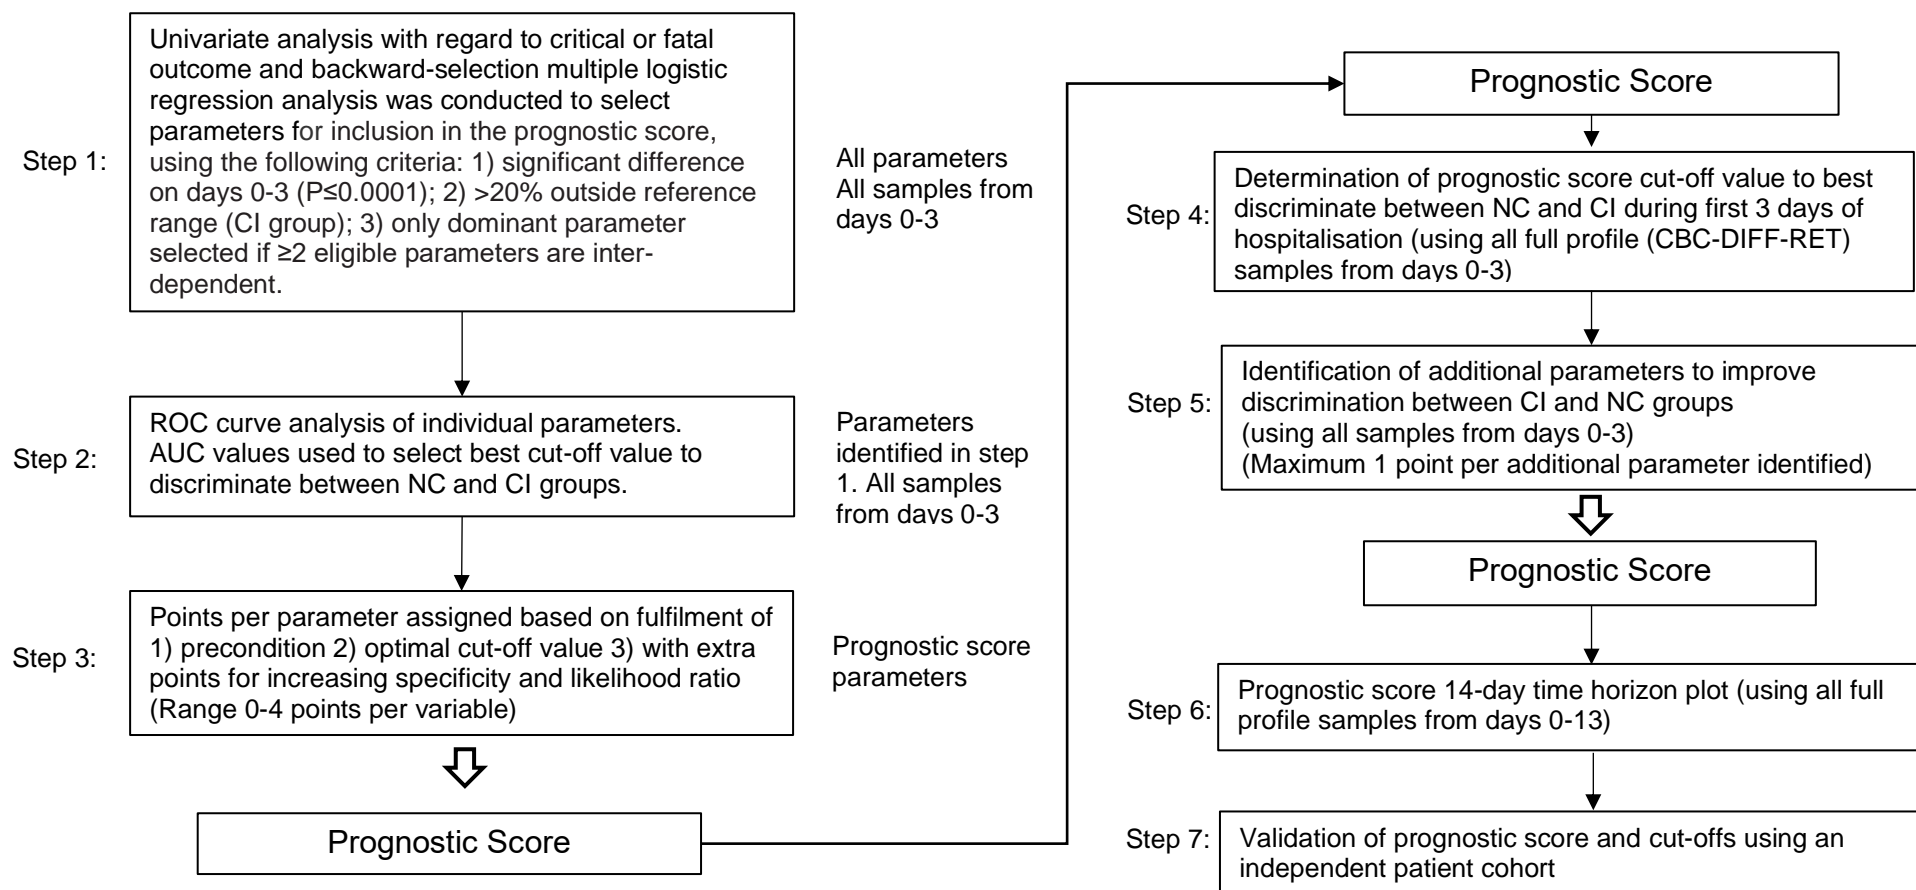 Step 1:
Univariate analysis with regard to critical or fatal
outcome and backward-selection multiple logistic
regression analysis was conducted to select
parameters for inclusion in the prognostic score,
using the following criteria: 1) significant difference
on days 0-3 (P≤0.0001); 2) >20% outside reference
range (CI group); 3) only dominant parameter
selected if ≥2 eligible parameters are inter-
dependent.
All parameters
All samples from
days 0-3
Step 2:
ROC curve analysis of individual parameters.
AUC values used to select best cut-off value to
discriminate between NC and CI groups.
Parameters
identified in step
1. All samples
from days 0-3
Step 3:
Points per parameter assigned based on fulfilment of
1) precondition 2) optimal cut-off value 3) with extra
points for increasing specificity and likelihood ratio
(Range 0-4 points per variable)
Prognostic score
parameters
Prognostic Score
Prognostic Score
Step 4:
Determination of prognostic score cut-off value to best
discriminate between NC and CI during first 3 days of
hospitalisation (using all full profile (CBC-DIFF-RET)
samples from days 0-3)
Step 5:
Identification of additional parameters to improve
discrimination between CI and NC groups
(using all samples from days 0-3)
(Maximum 1 point per additional parameter identified)
Prognostic Score
Step 6:
Prognostic score 14-day time horizon plot (using all full
profile samples from days 0-13)
Step 7:
Validation of prognostic score and cut-offs using an
independent patient cohort